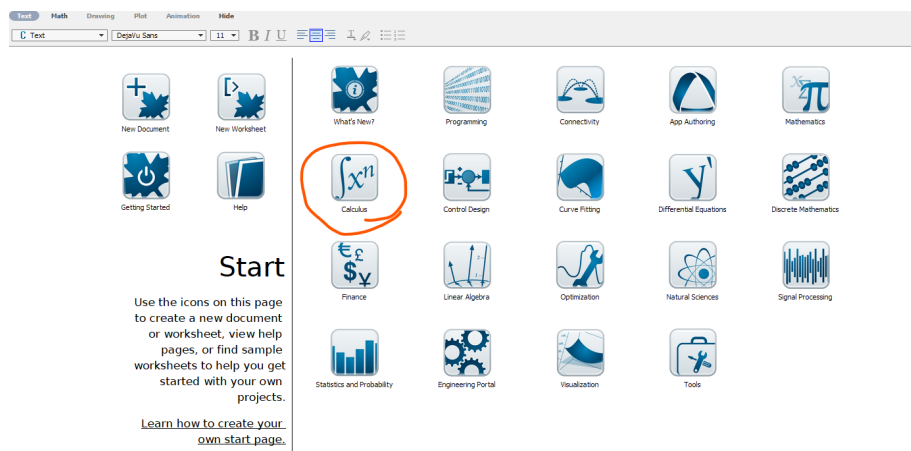 Text Math Drawing Plot Animation Hide
C Text DejaVu Sans 11 B I U
New Document New Worksheet What's New? Programming Connectivity App Authoring Mathematics
Getting Started Help Calculus Control Design Curve Fitting Differential Equations Discrete Mathematics
Finance Linear Algebra Optimization Natural Sciences Signal Processing
Statistics and Probability Engineering Portal Visualization Tools
Start
Use the icons on this page
to create a new document
or worksheet, view help
pages, or find sample
worksheets to help you get
started with your own
projects.
Learn how to create your
own start page.